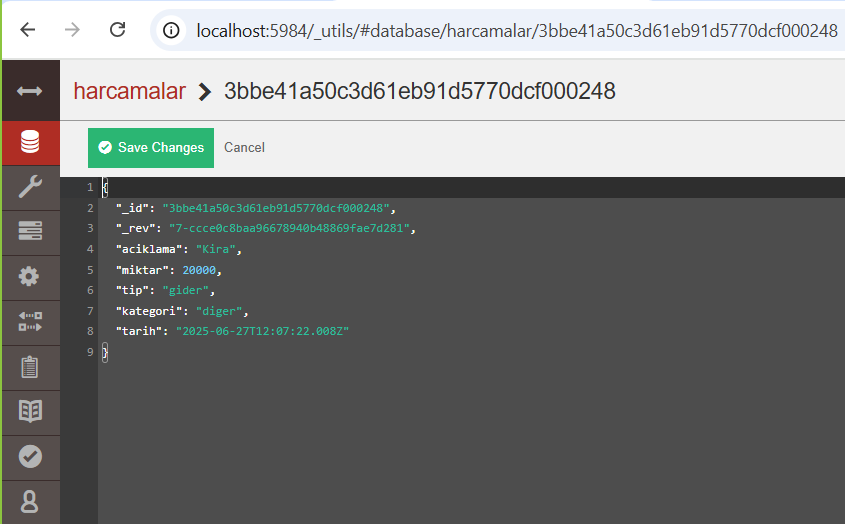 localhost:5984/_utils/#database/harcamalar/3bbe41a50c3d61eb91d5770dcf000248
harcamalar > 3bbe41a50c3d61eb91d5770dcf000248
Save Changes Cancel
1 {
2 "_id": "3bbe41a50c3d61eb91d5770dcf000248",
3 "_rev": "7-ccce0c8baa96678940b48869fae7d281",
4 "aciklama": "Kira",
5 "miktar": 20000,
6 "tip": "gider",
7 "kategori": "diger",
8 "tarih": "2025-06-27T12:07:22.008Z"
9 }